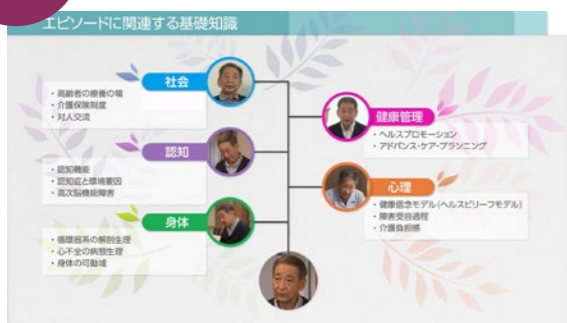 エピソードに関連する基礎知識
社会
・高齢者の療養の場
・介護保険制度
・対人交流
認知
・認知機能
・認知症と環境要因
・高次脳機能障害
身体
・循環器系の解剖生理
・心不全の病態生理
・身体の可動域
健康管理
・ヘルスプロモーション
・アドバンス・ケア・プランニング
心理
・健康信念モデル(ヘルスビリーフモデル)
・障害受容過程
・介護負担感